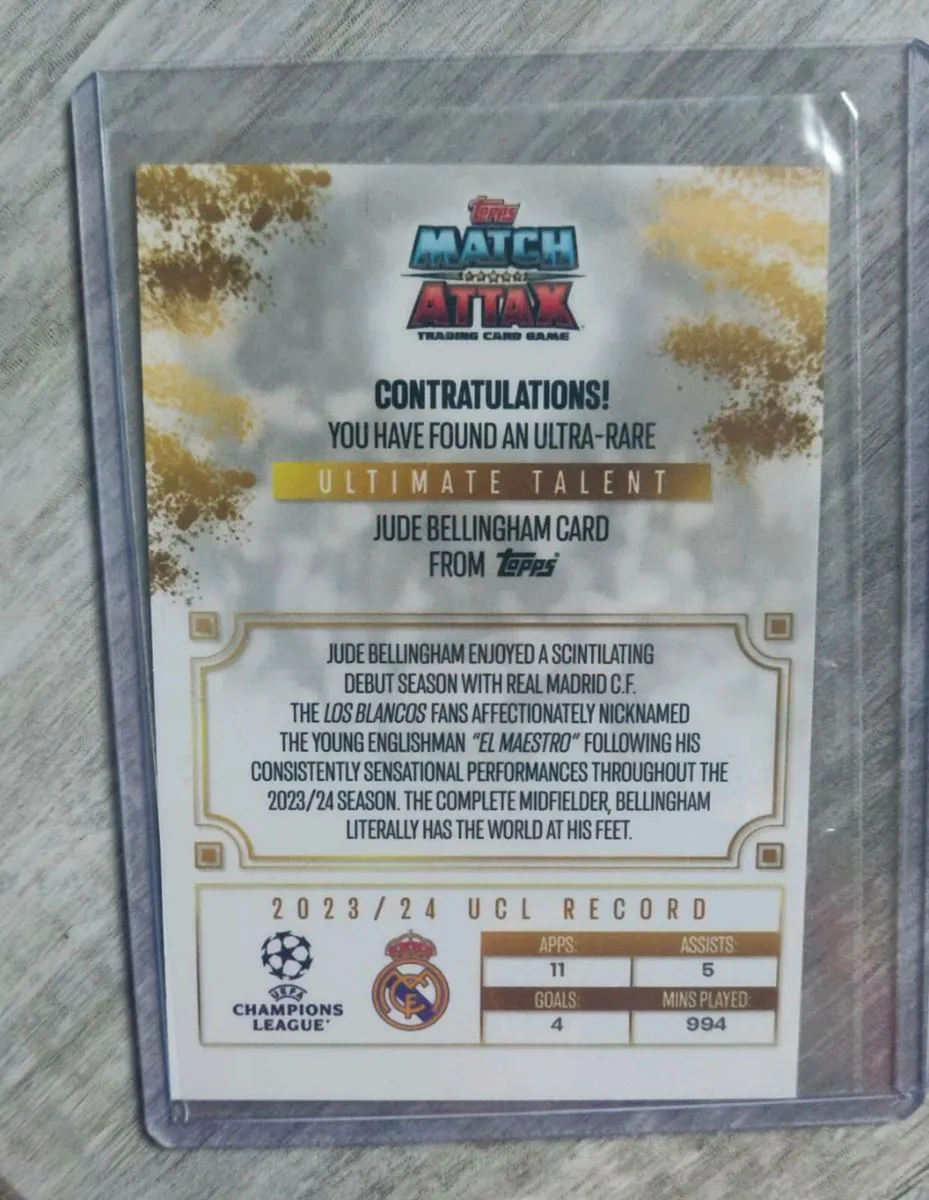 Topps
MATCH
ATTAX
TRADING CARD GAME
CONTRATULATIONS!
YOU HAVE FOUND AN ULTRA-RARE
ULTIMATE TALENT
JUDE BELLINGHAM CARD
FROM Topps
JUDE BELLINGHAM ENJOYED A SCINTILATING
DEBUT SEASON WITH REAL MADRID C.F.
THE LOS BLANCOS FANS AFFECTIONATELY NICKNAMED
THE YOUNG ENGLISHMAN "EL MAESTRO" FOLLOWING HIS
CONSISTENTLY SENSATIONAL PERFORMANCES THROUGHOUT THE
2023/24 SEASON. THE COMPLETE MIDFIELDER, BELLINGHAM
LITERALLY HAS THE WORLD AT HIS FEET.
2023/24 UCL RECORD
UEFA
CHAMPIONS
LEAGUE
APPS: ASSISTS:
11 5
GOALS: MINS PLAYED:
4 994